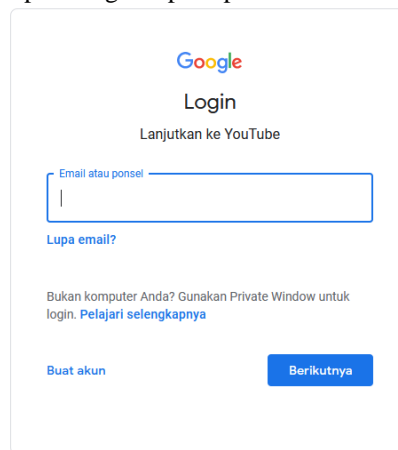 Google
Login
Lanjutkan ke YouTube
Email atau ponsel
Lupa email?
Bukan komputer Anda? Gunakan Private Window untuk
login. Pelajari selengkapnya
Buat akun
Berikutnya